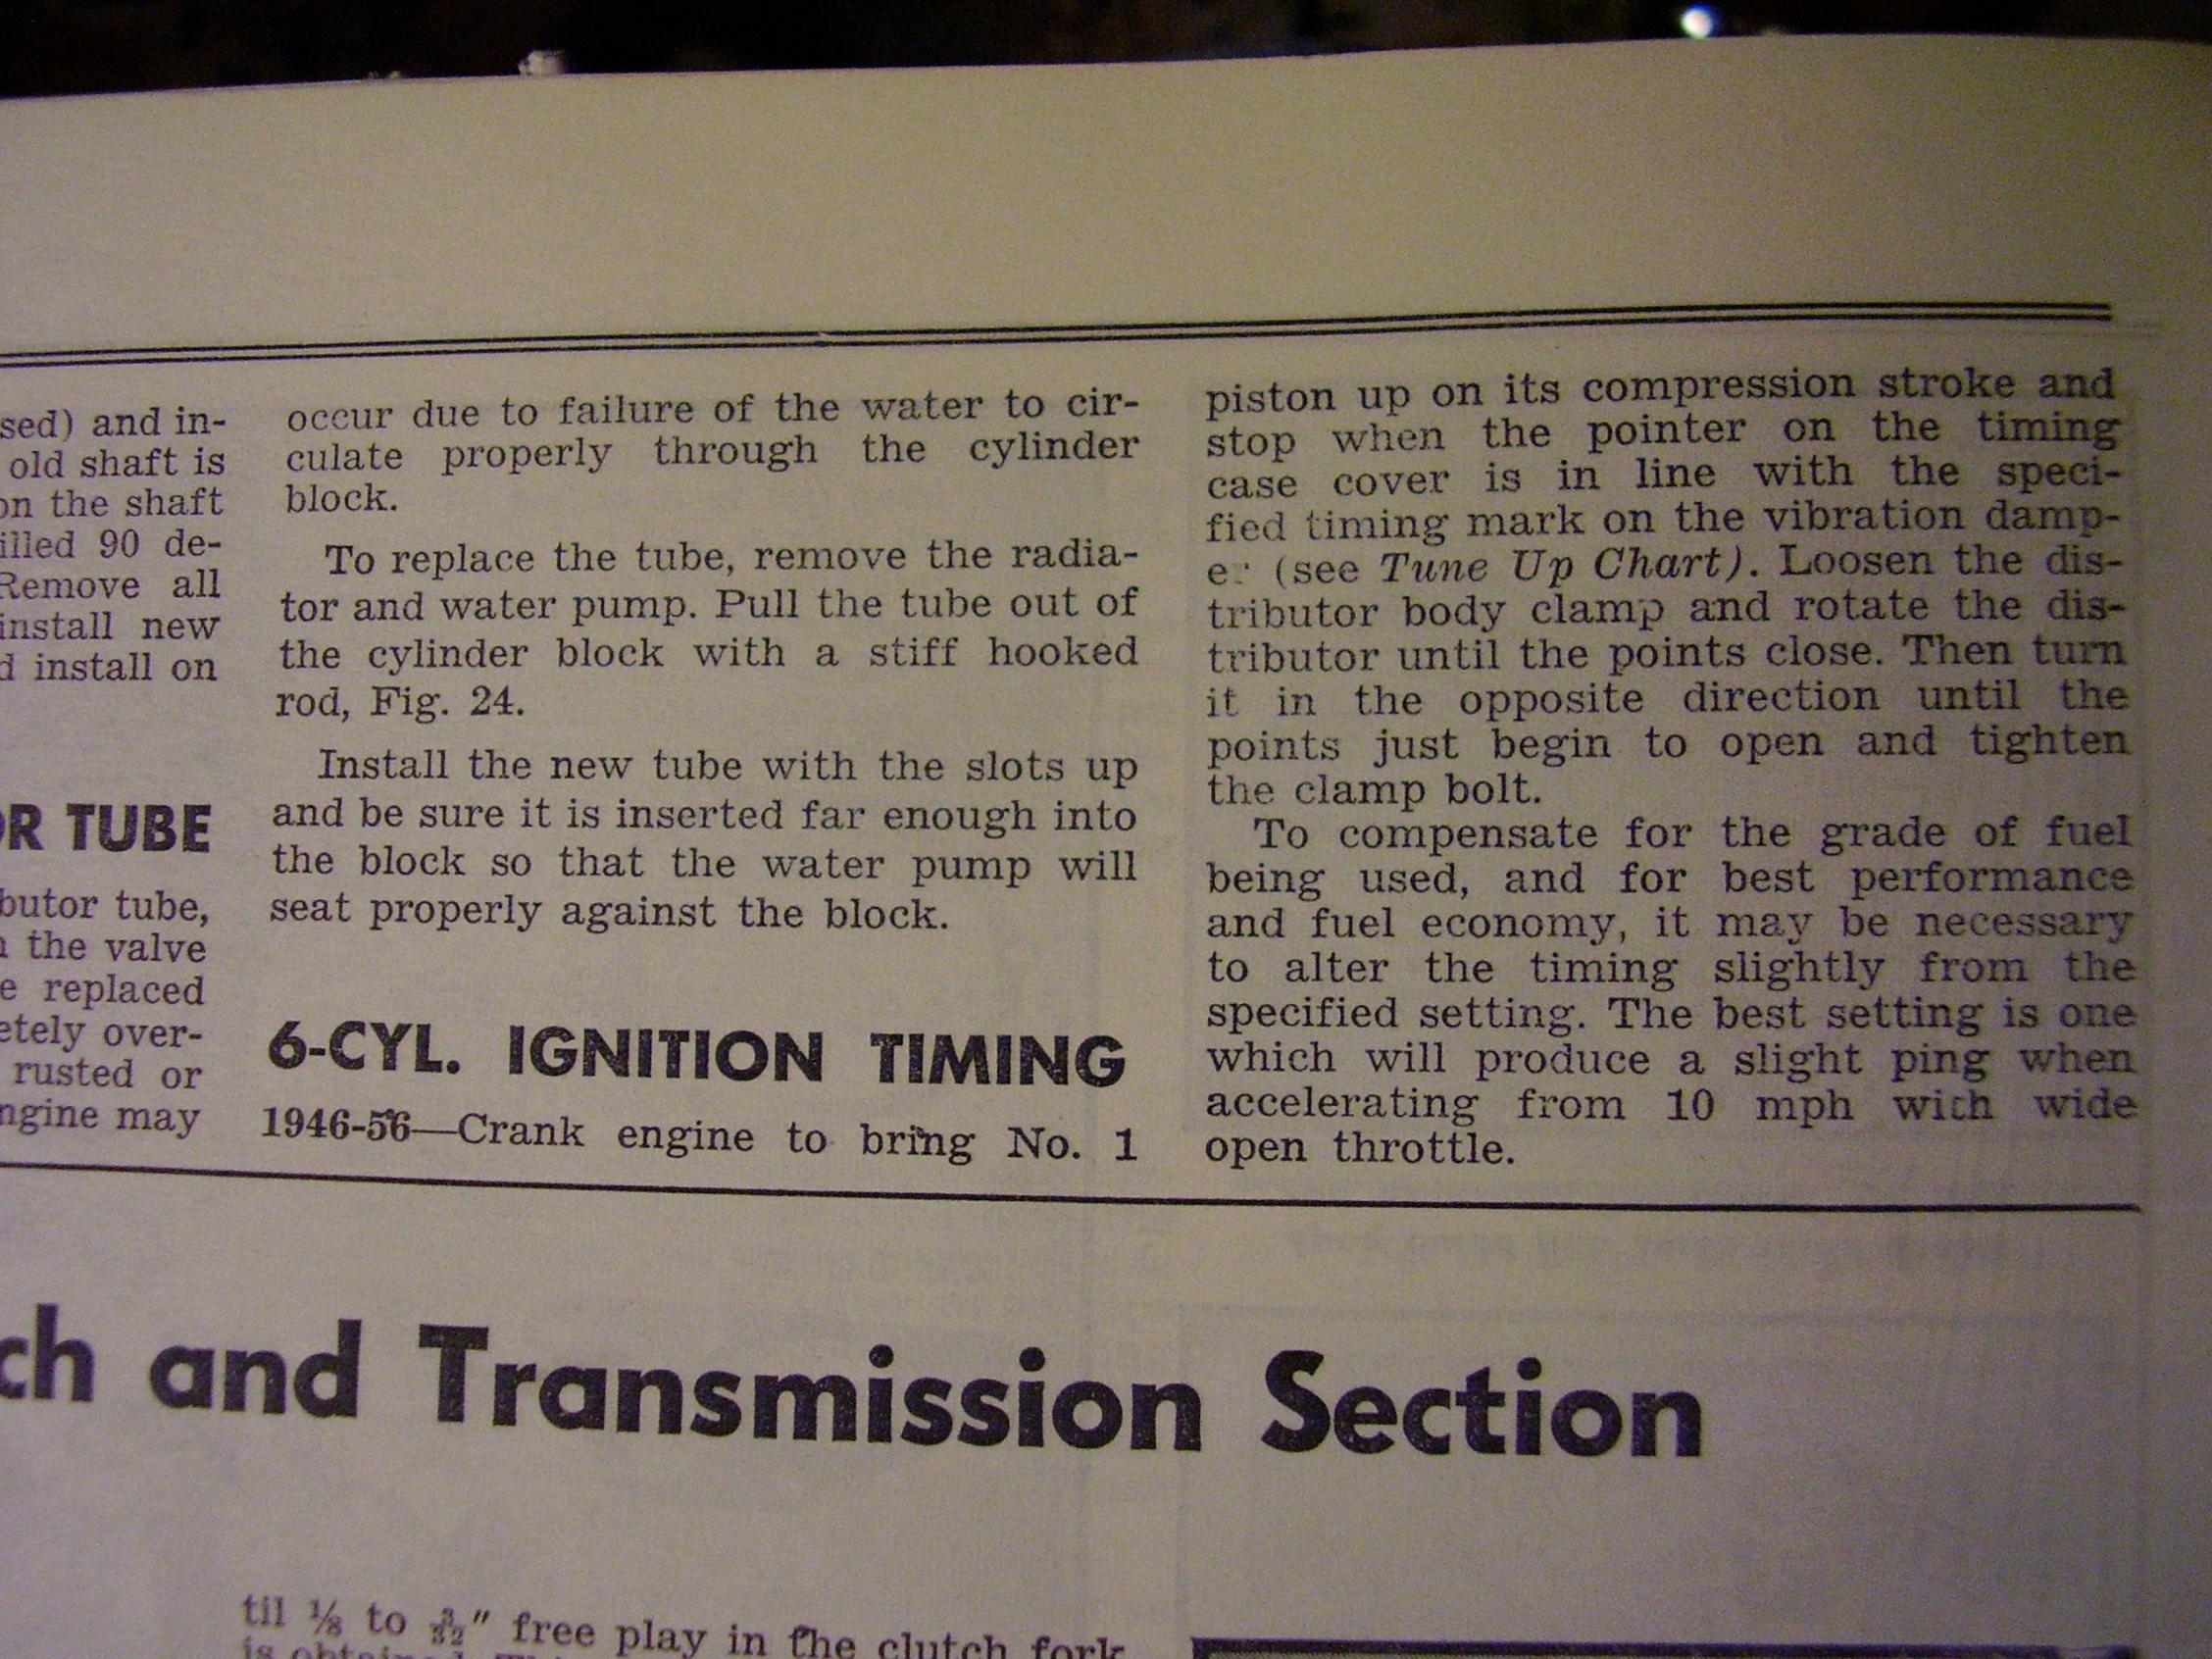 sed) and in-
old shaft is
on the shaft
illed 90 de-
Remove all
install new
d install on
OR TUBE
butor tube,
n the valve
e replaced
etely over-
rusted or
ngine may
occur due to failure of the water to cir-
culate properly through the cylinder
block.
To replace the tube, remove the radia-
tor and water pump. Pull the tube out of
the cylinder block with a stiff hooked
rod, Fig. 24.
Install the new tube with the slots up
and be sure it is inserted far enough into
the block so that the water pump will
seat properly against the block.
6-CYL. IGNITION TIMING
1946-56—Crank engine to bring No. 1
piston up on its compression stroke and
stop when the pointer on the timing
case cover is in line with the speci-
fied timing mark on the vibration damp-
er (see Tune Up Chart). Loosen the dis-
tributor body clamp and rotate the dis-
tributor until the points close. Then turn
it in the opposite direction until the
points just begin to open and tighten
the clamp bolt.
To compensate for the grade of fuel
being used, and for best performance
and fuel economy, it may be necessary
to alter the timing slightly from the
specified setting. The best setting is one
which will produce a slight ping when
accelerating from 10 mph with wide
open throttle.
ch and Transmission Section
til ⅛ to 3/32" free play in the clutch fork
is obtained.